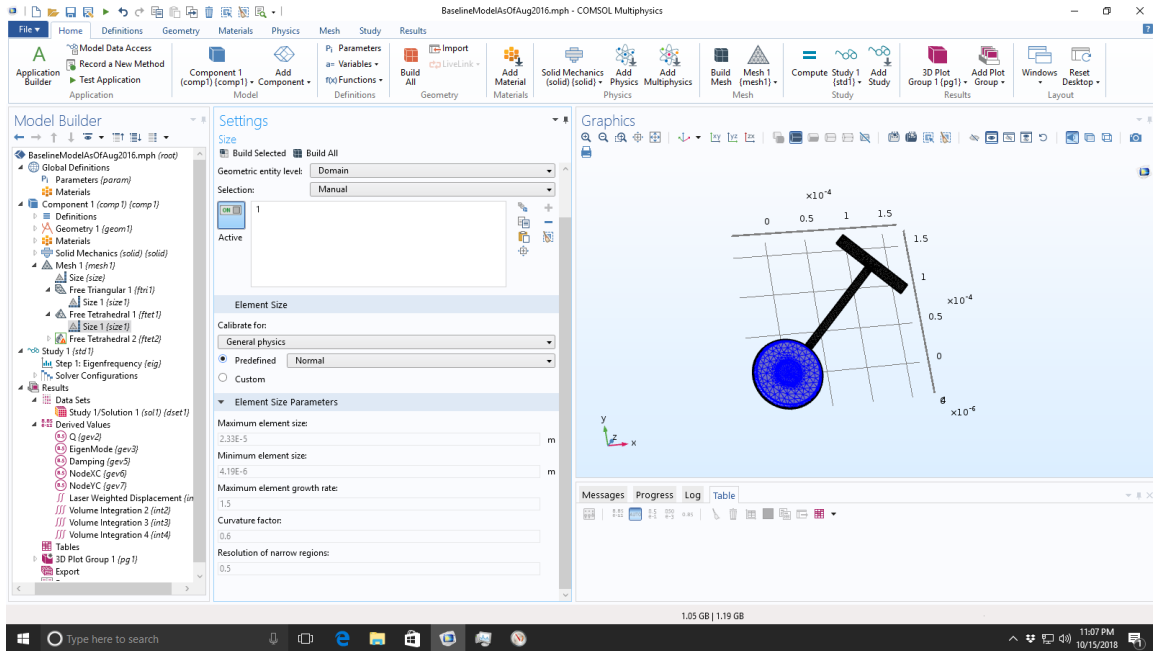 BaselineModelAsOfAug2016.mph - COMSOL Multiphysics
File Home Definitions Geometry Materials Physics Mesh Study Results
Application Builder
Model Data Access
Record a New Method
Test Application
Application
Component 1 (comp1) {comp1}
Add Component
Model
Pi Parameters
a= Variables
f(x) Functions
Definitions
Build All
Import
LiveLink
Geometry
Add Material
Materials
Solid Mechanics (solid) {solid}
Add Physics
Add Multiphysics
Physics
Build Mesh
Mesh 1 {mesh1}
Mesh
Compute
Study 1 {std1}
Add Study
Study
3D Plot Group 1 {pg1}
Add Plot Group
Results
Windows
Reset Desktop
Layout
Model Builder
BaselineModelAsOfAug2016.mph (root)
Global Definitions
Pi Parameters {param}
Materials
Component 1 (comp1) {comp1}
Definitions
Geometry 1 {geom1}
Materials
Solid Mechanics (solid) {solid}
Mesh 1 {mesh1}
Size {size}
Free Triangular 1 {ftri1}
Size 1 {size1}
Free Tetrahedral 1 {ftet1}
Size 1 {size1}
Free Tetrahedral 2 {ftet2}
Study 1 {std1}
Step 1: Eigenfrequency {eig}
Solver Configurations
Results
Data Sets
Study 1/Solution 1 (sol1) {dset1}
Derived Values
Q {gev2}
EigenMode {gev3}
Damping {gev5}
NodeXC {gev6}
NodeYC {gev7}
Laser Weighted Displacement {in
Volume Integration 2 {int2}
Volume Integration 3 {int3}
Volume Integration 4 {int4}
Tables
3D Plot Group 1 {pg1}
Export
Settings
Size
Build Selected Build All
Geometric entity level: Domain
Selection: Manual
ON
Active
1
Element Size
Calibrate for:
General physics
Predefined Normal
Custom
Element Size Parameters
Maximum element size:
2.33E-5 m
Minimum element size:
4.19E-6 m
Maximum element growth rate:
1.5
Curvature factor:
0.6
Resolution of narrow regions:
0.5
Graphics
×10-4
0 0.5 1 1.5
1.5
1
×10-4
0.5
0
×10-6
y
z
x
Messages Progress Log Table
1.05 GB | 1.19 GB
Type here to search
11:07 PM
10/15/2018